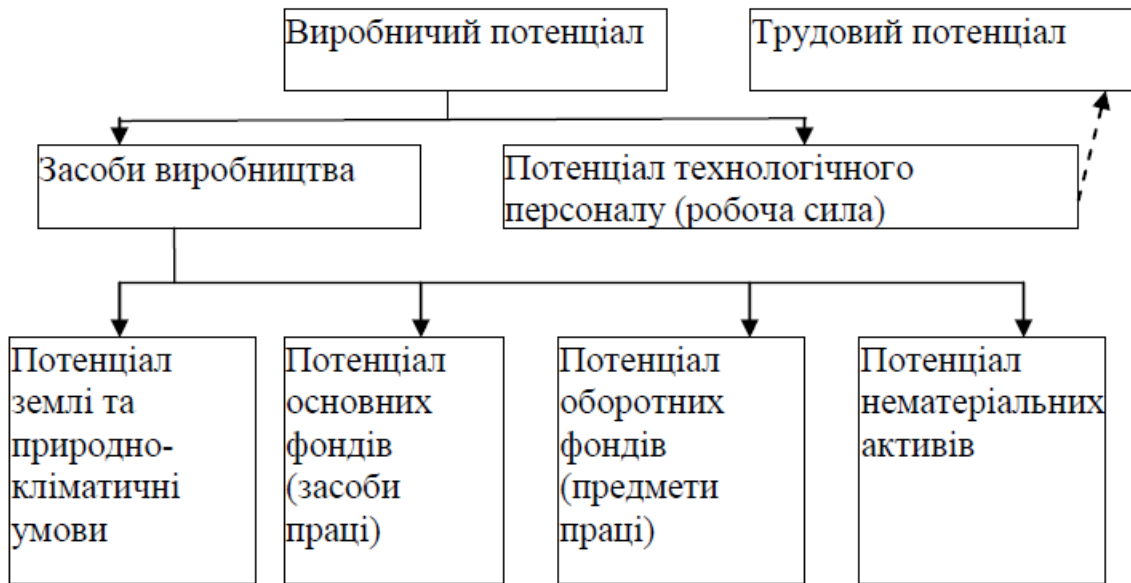 Виробничий потенціал
Трудовий потенціал
Засоби виробництва
Потенціал технологічного
персоналу (робоча сила)
Потенціал
землі та
природно-
кліматичні
умови
Потенціал
основних
фондів
(засоби
праці)
Потенціал
оборотних
фондів
(предмети
праці)
Потенціал
нематеріальних
активів